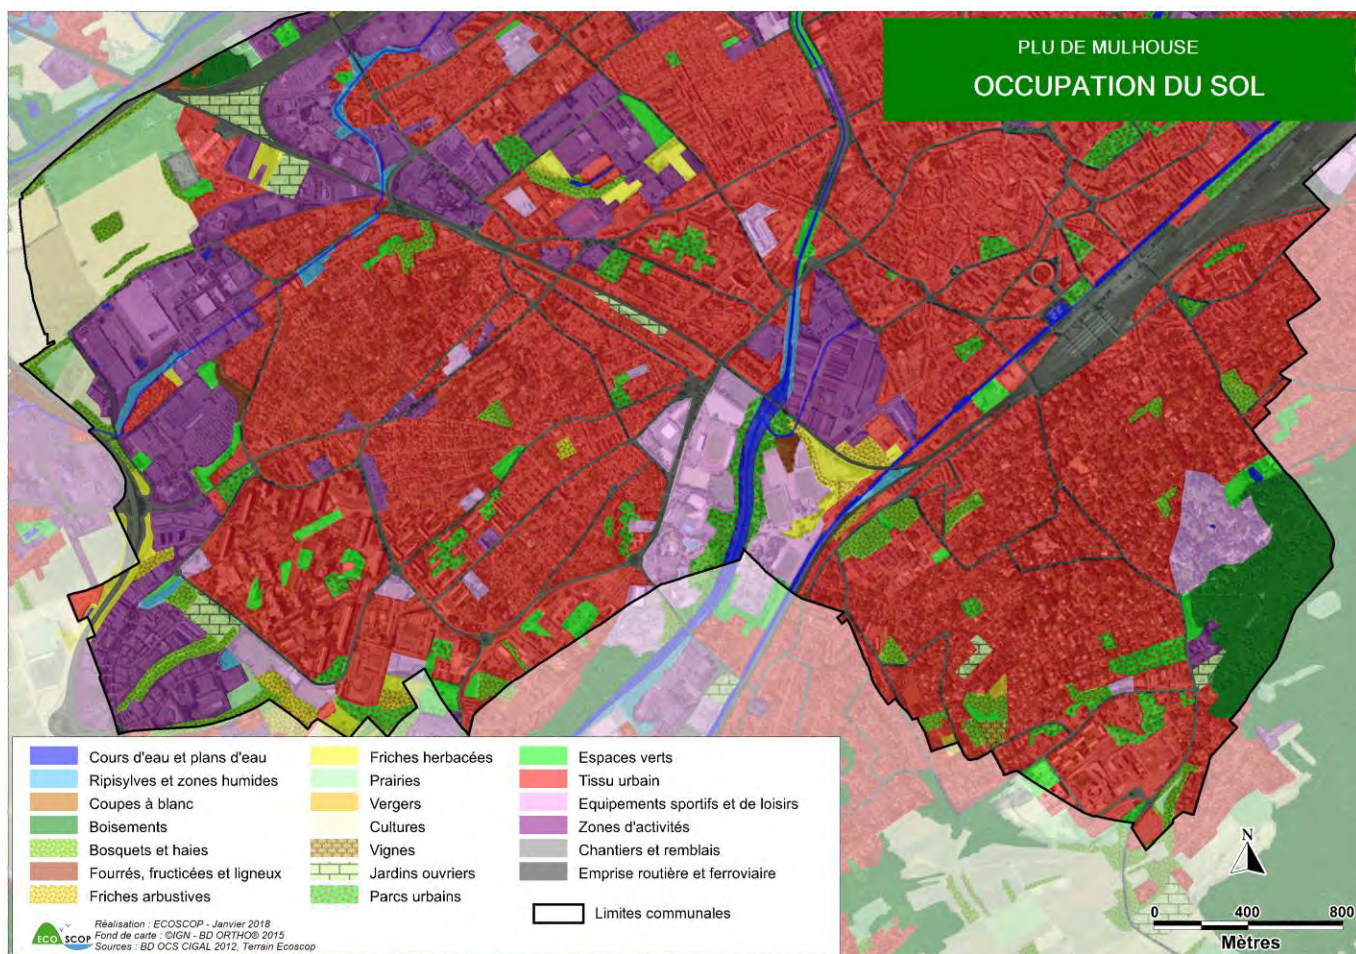 PLU DE MULHOUSE
OCCUPATION DU SOL
Cours d'eau et plans d'eau
Ripisylves et zones humides
Coupes à blanc
Boisements
Bosquets et haies
Fourrés, fructicées et ligneux
Friches arbustives
Friches herbacées
Prairies
Vergers
Cultures
Vignes
Jardins ouvriers
Parcs urbains
Espaces verts
Tissu urbain
Equipements sportifs et de loisirs
Zones d'activités
Chantiers et remblais
Emprise routière et ferroviaire
Limites communales
ECO SCOP
Réalisation : ECOSCOP - Janvier 2018
Fond de carte : ©IGN - BD ORTHO® 2015
Sources : BD OCS CIGAL 2012, Terrain Ecoscop
N
0 400 800
Mètres